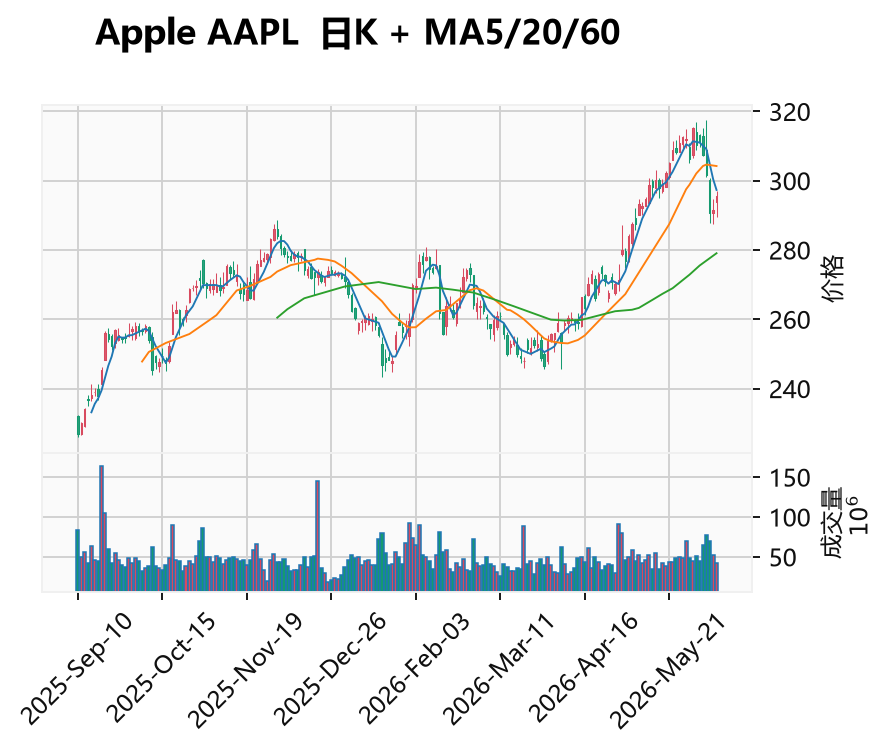 Apple AAPL 日K + MA5/20/60
320
300
280
260
240
价格
150
100
50
成交量
10⁶
2025-Sep-10
2025-Oct-15
2025-Nov-19
2025-Dec-26
2026-Feb-03
2026-Mar-11
2026-Apr-16
2026-May-21